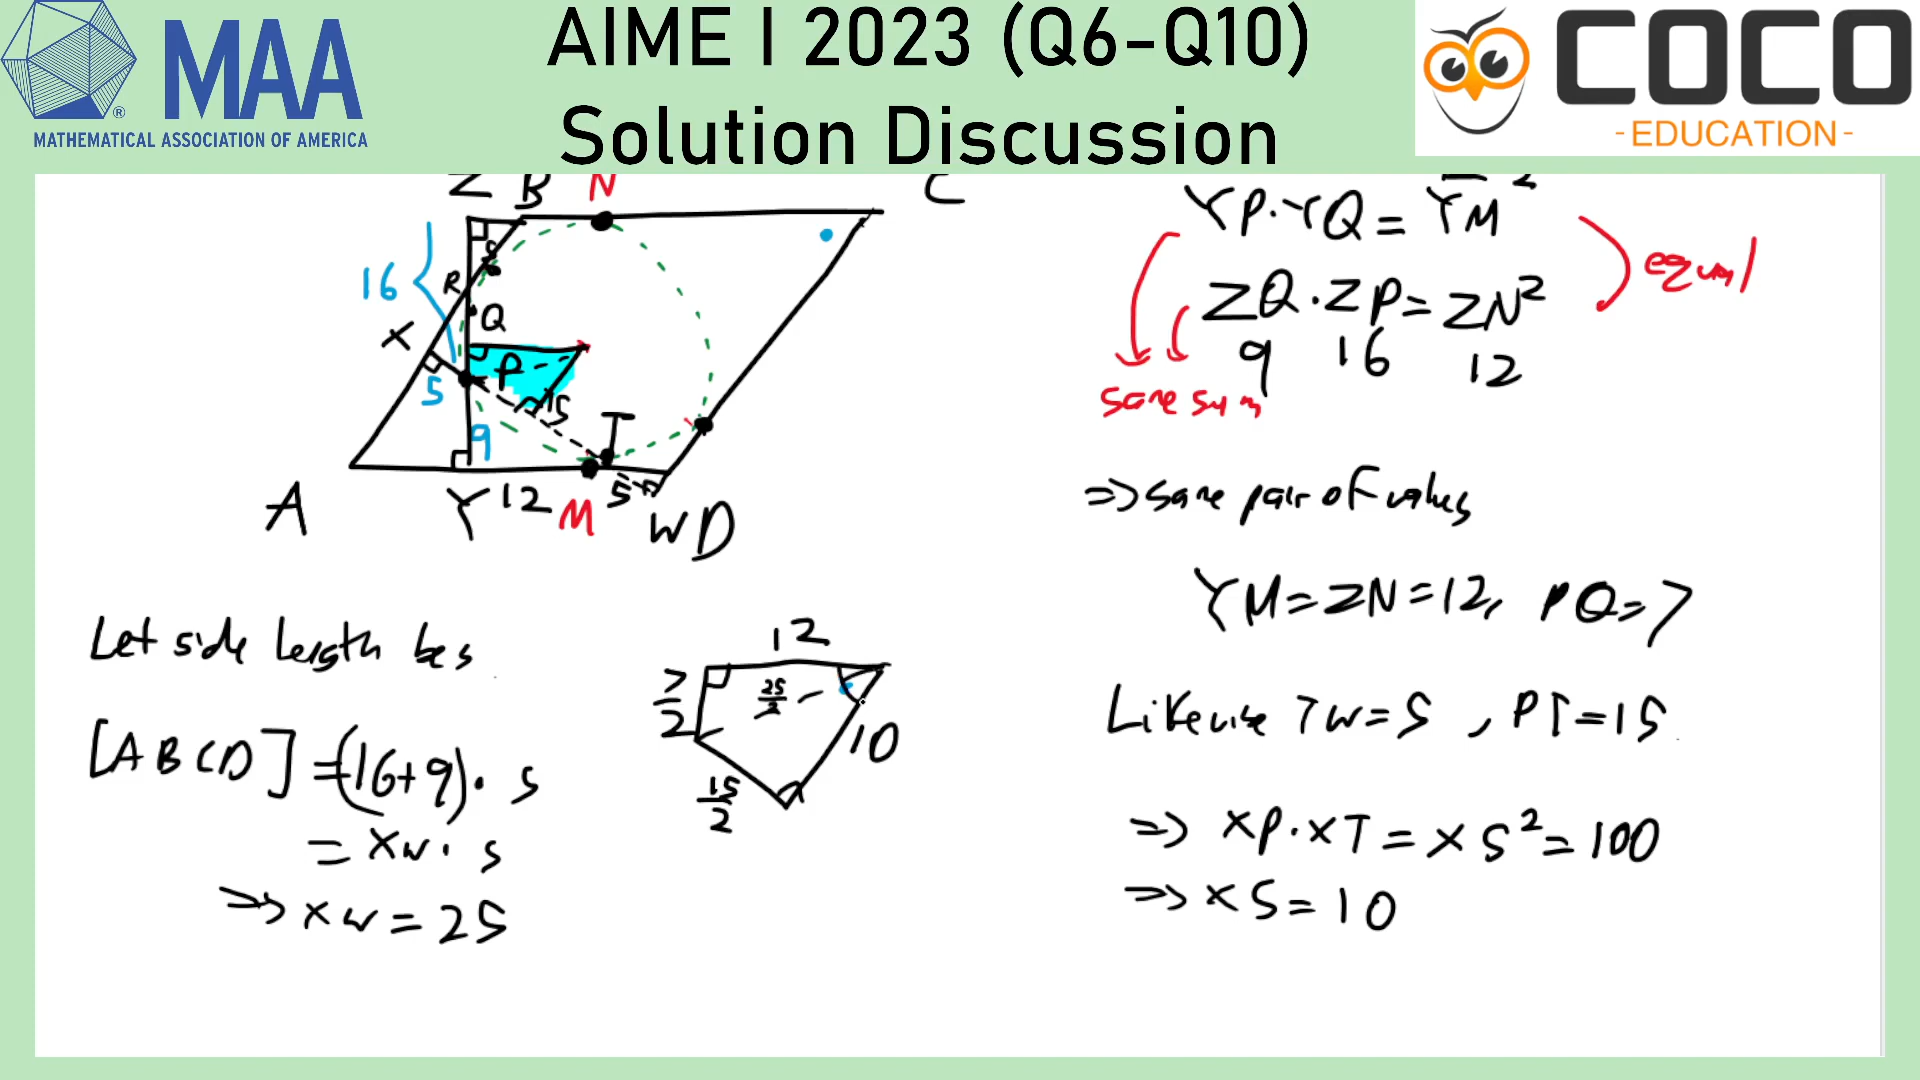 MAA
®
MATHEMATICAL ASSOCIATION OF AMERICA
AIME I 2023 (Q6-Q10)
Solution Discussion
COCO
-EDUCATION-
Z B N C
16
R S
X Q
P
5
15
T
9
A Y 12 M 5 W D
YP·YQ = YM²
ZQ·ZP = ZN²
9 16 12
equal
same sum
⇒ same pair of values
YM = ZN = 12, PQ = 7
Likewise TW = 5, PT = 15
⇒ XP·XT = XS² = 100
⇒ XS = 10
Let side length be s
[ABCD] = (16+9)· s
= XW· s
⇒ XW = 25
12
7/2
25/2
10
15/2